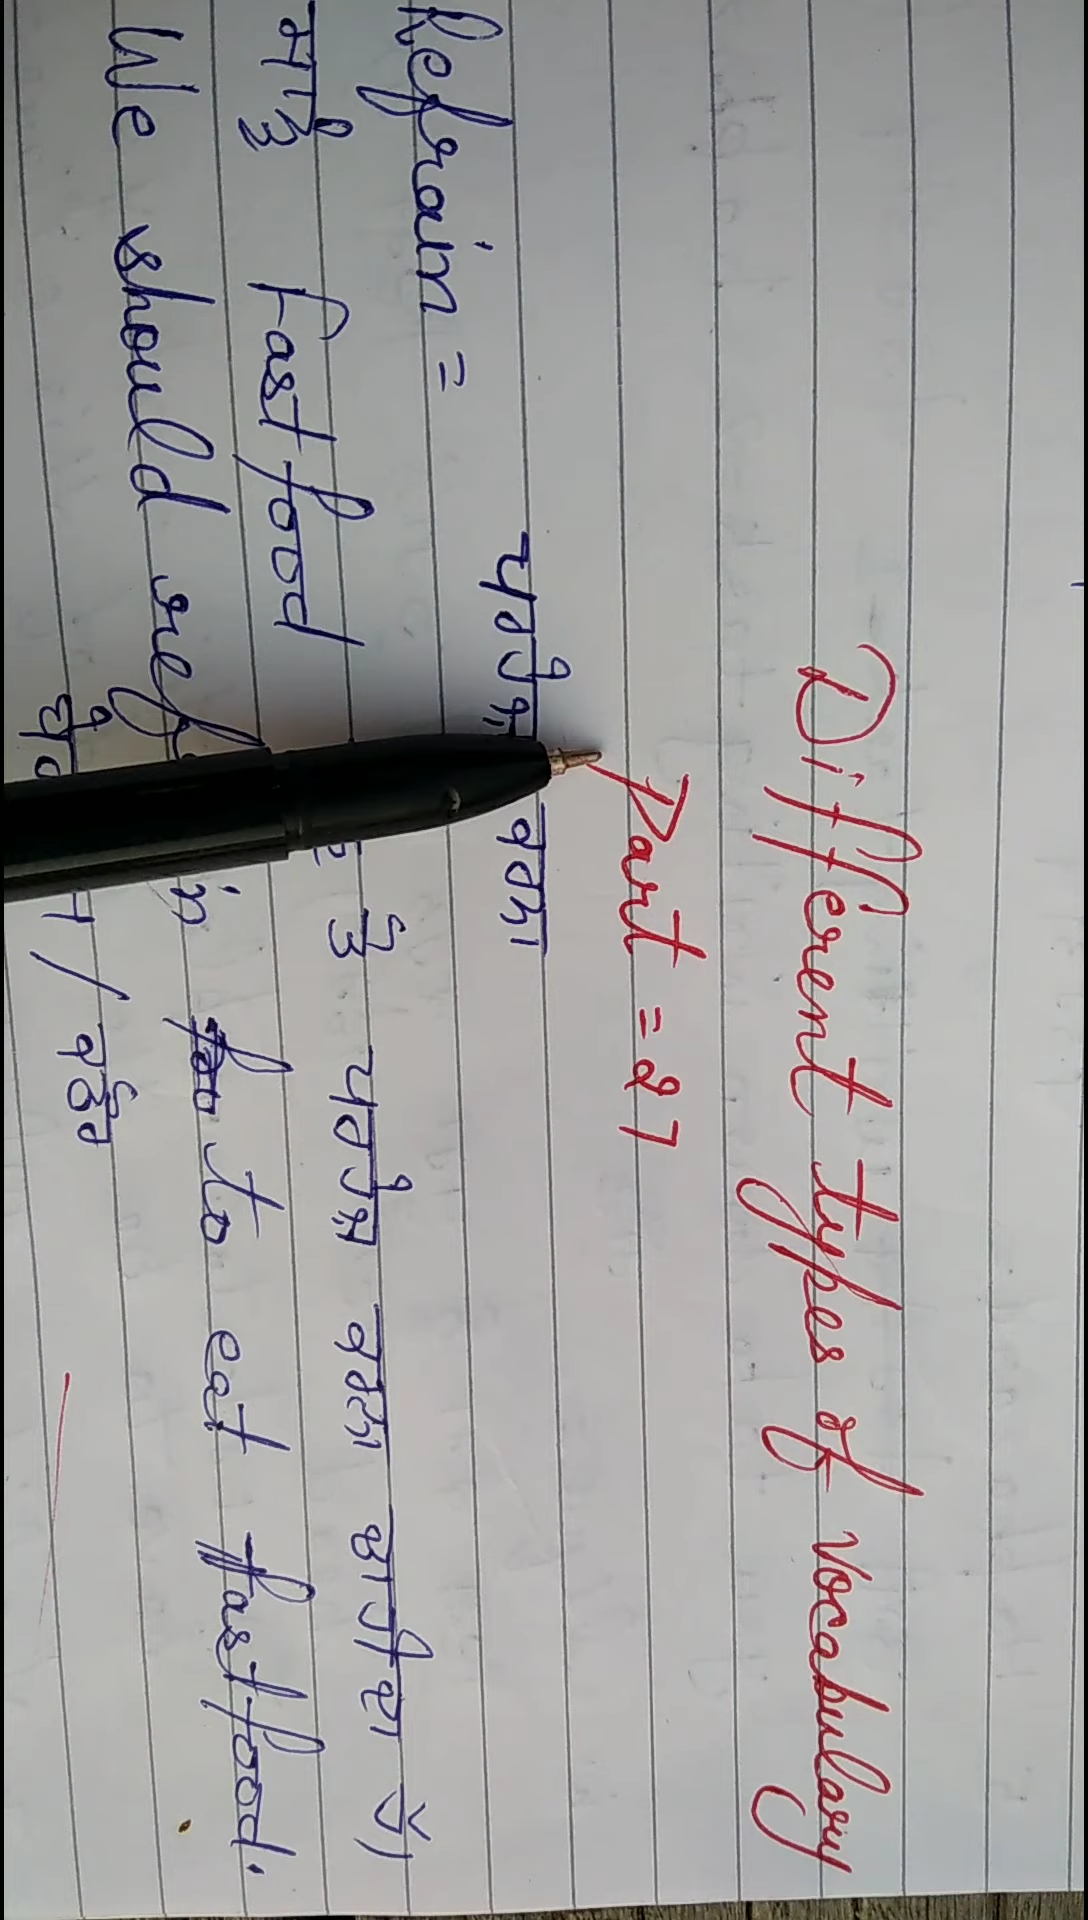 Different types of vocabulary
Part = 27
Refrain = ਪਰਹੇਜ਼ ਕਰਨਾ
ਸਾਨੂੰ Fast food ਤੋਂ ਪਰਹੇਜ਼ ਕਰਨਾ ਚਾਹੀਦਾ ਹੈ।
We should refrain to eat fast food.